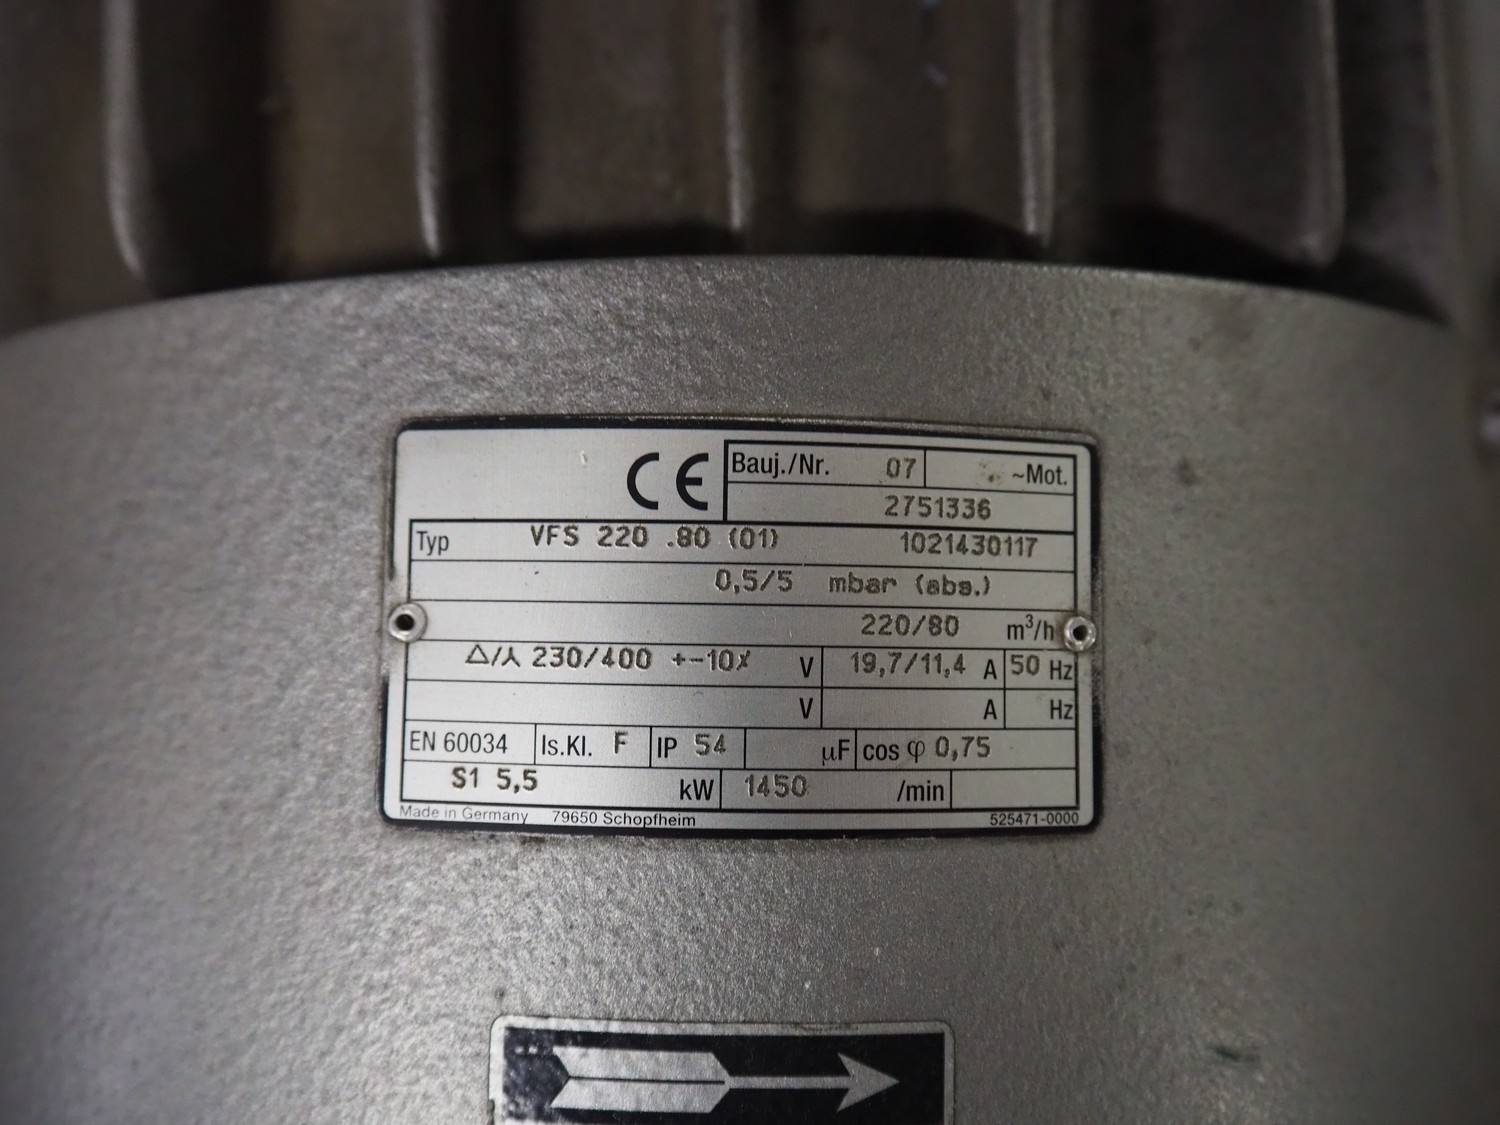 CE
Bauj./Nr. 07 ~Mot.
2751336
Typ VFS 220 .80 (01) 1021430117
0,5/5 mbar (abs.)
220/80 m³/h
△/⅄ 230/400 +-10% V 19,7/11,4 A 50 Hz
V A Hz
EN 60034 Is.Kl. F IP 54 µF cos φ 0,75
S1 5,5 kW 1450 /min
Made in Germany 79650 Schopfheim 525471-0000